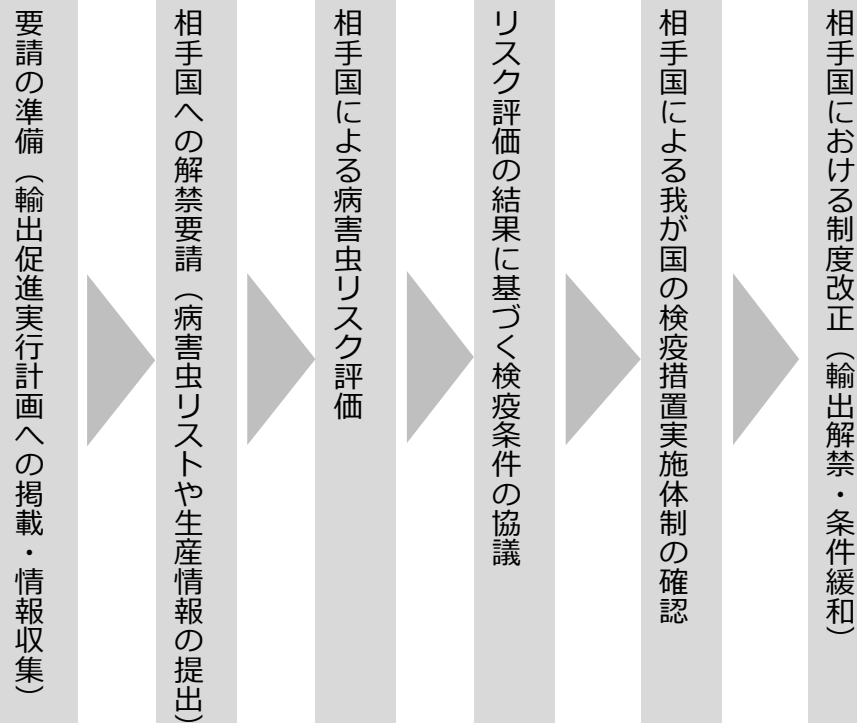 要請の準備（輸出促進実行計画への掲載・情報収集）
相手国への解禁要請（病害虫リストや生産情報の提出）
相手国による病害虫リスク評価
リスク評価の結果に基づく検疫条件の協議
相手国による我が国の検疫措置実施体制の確認
相手国における制度改正（輸出解禁・条件緩和）